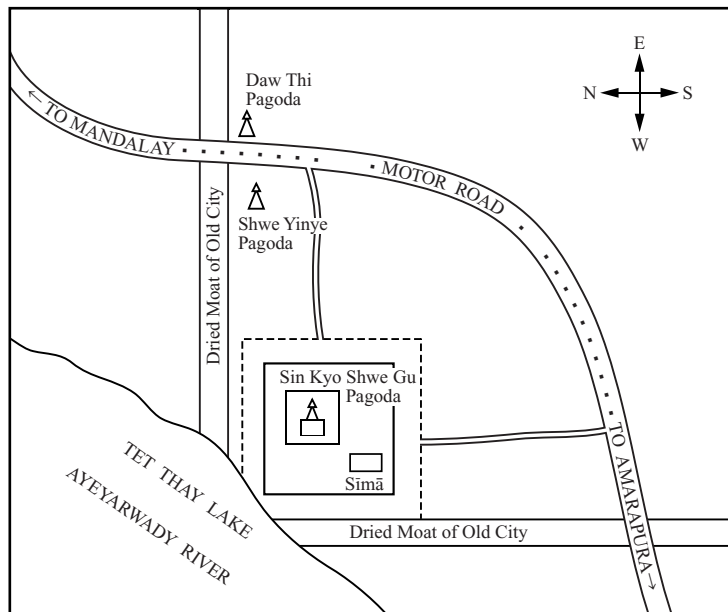 E
N
S
W
Daw Thi
Pagoda
← TO MANDALAY
MOTOR ROAD
Shwe Yinye
Pagoda
Dried Moat of Old City
Sin Kyo Shwe Gu
Pagoda
Sīmā
TO AMARAPURA →
TET THAY LAKE
AYEYARWADY RIVER
Dried Moat of Old City